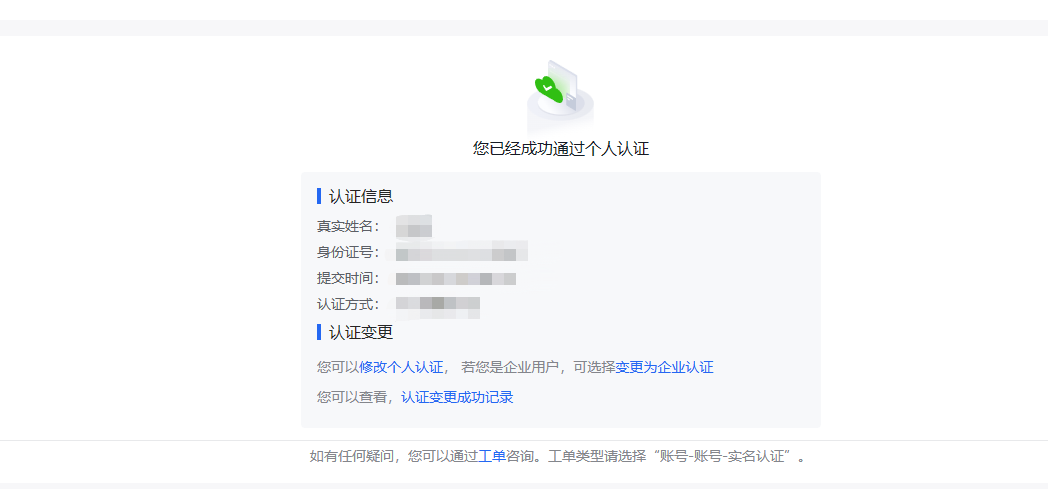 您已经成功通过个人认证
认证信息
真实姓名：
身份证号：
提交时间：
认证方式：
认证变更
您可以修改个人认证， 若您是企业用户，可选择变更为企业认证
您可以查看，认证变更成功记录
如有任何疑问，您可以通过工单咨询。工单类型请选择“账号-账号-实名认证”。